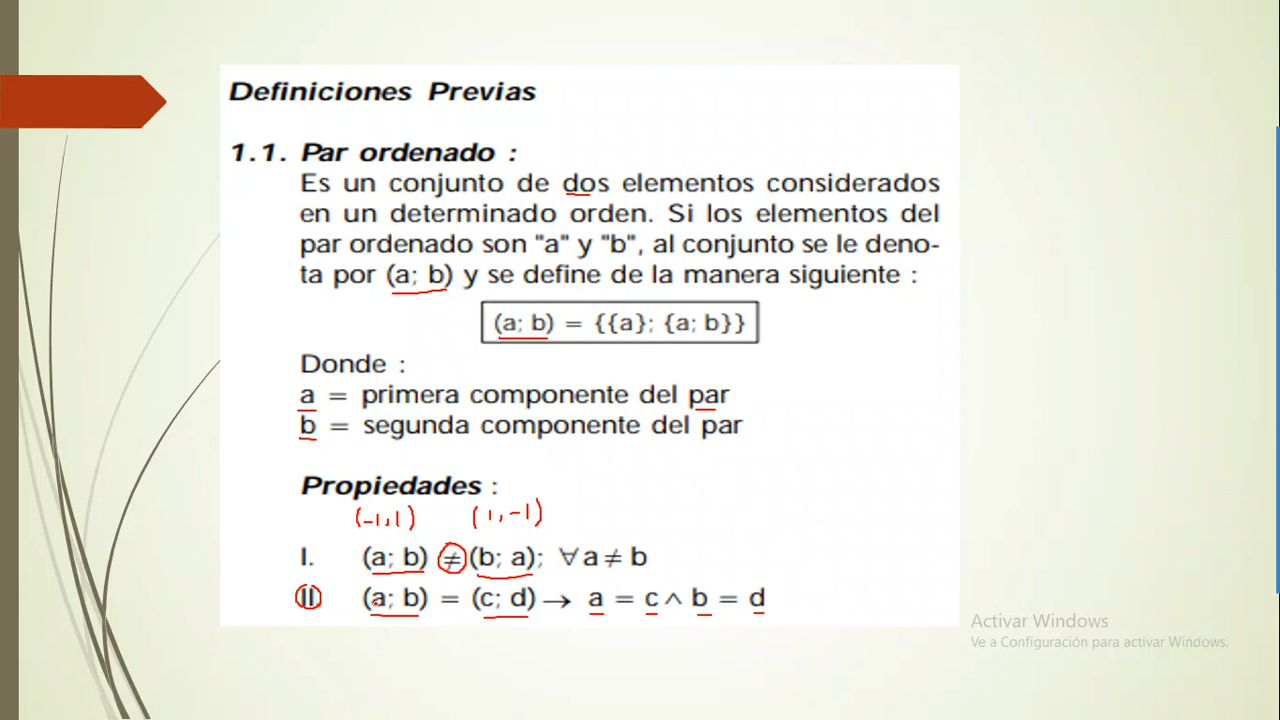 Definiciones Previas
1.1. Par ordenado :
Es un conjunto de dos elementos considerados
en un determinado orden. Si los elementos del
par ordenado son "a" y "b", al conjunto se le deno-
ta por (a; b) y se define de la manera siguiente :
(a; b) = {{a}; {a; b}}
Donde :
a = primera componente del par
b = segunda componente del par
Propiedades :
(-1,1) (1,-1)
I. (a; b) ≠ (b; a); ∀ a ≠ b
II (a; b) = (c; d) → a = c ∧ b = d
Activar Windows
Ve a Configuración para activar Windows.